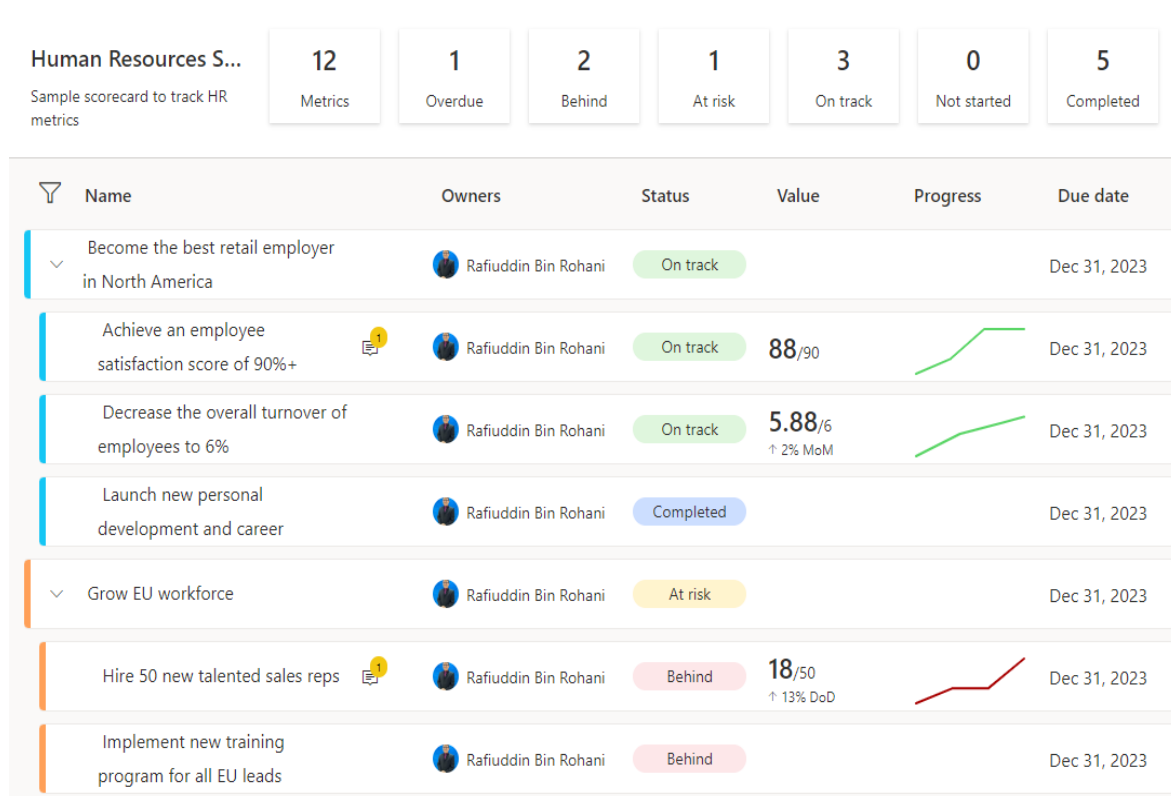 Human Resources S...
Sample scorecard to track HR
metrics
12
Metrics
1
Overdue
2
Behind
1
At risk
3
On track
0
Not started
5
Completed
Name
Owners
Status
Value
Progress
Due date
Become the best retail employer
in North America
Rafiuddin Bin Rohani
On track
Dec 31, 2023
Achieve an employee
satisfaction score of 90%+
1
Rafiuddin Bin Rohani
On track
88/90
Dec 31, 2023
Decrease the overall turnover of
employees to 6%
Rafiuddin Bin Rohani
On track
5.88/6
↑ 2% MoM
Dec 31, 2023
Launch new personal
development and career
Rafiuddin Bin Rohani
Completed
Dec 31, 2023
Grow EU workforce
Rafiuddin Bin Rohani
At risk
Dec 31, 2023
Hire 50 new talented sales reps
1
Rafiuddin Bin Rohani
Behind
18/50
↑ 13% DoD
Dec 31, 2023
Implement new training
program for all EU leads
Rafiuddin Bin Rohani
Behind
Dec 31, 2023